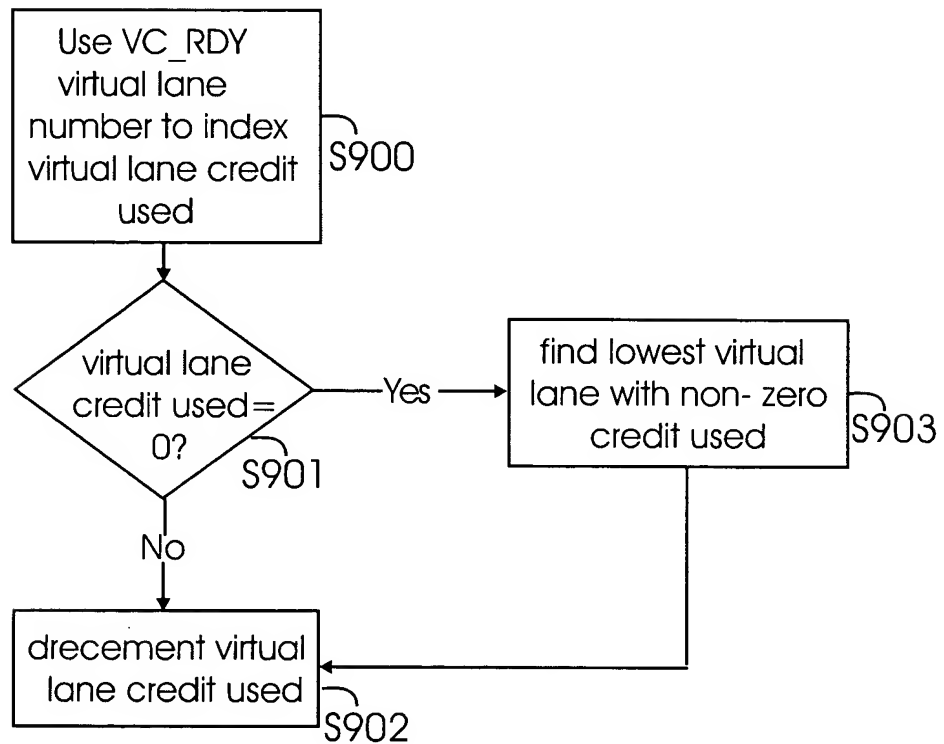 Use VC_RDY
virtual lane
number to index
virtual lane credit
used
S900
virtual lane
credit used=
0?
S901
Yes
find lowest virtual
lane with non- zero
credit used
S903
No
drecement virtual
lane credit used
S902